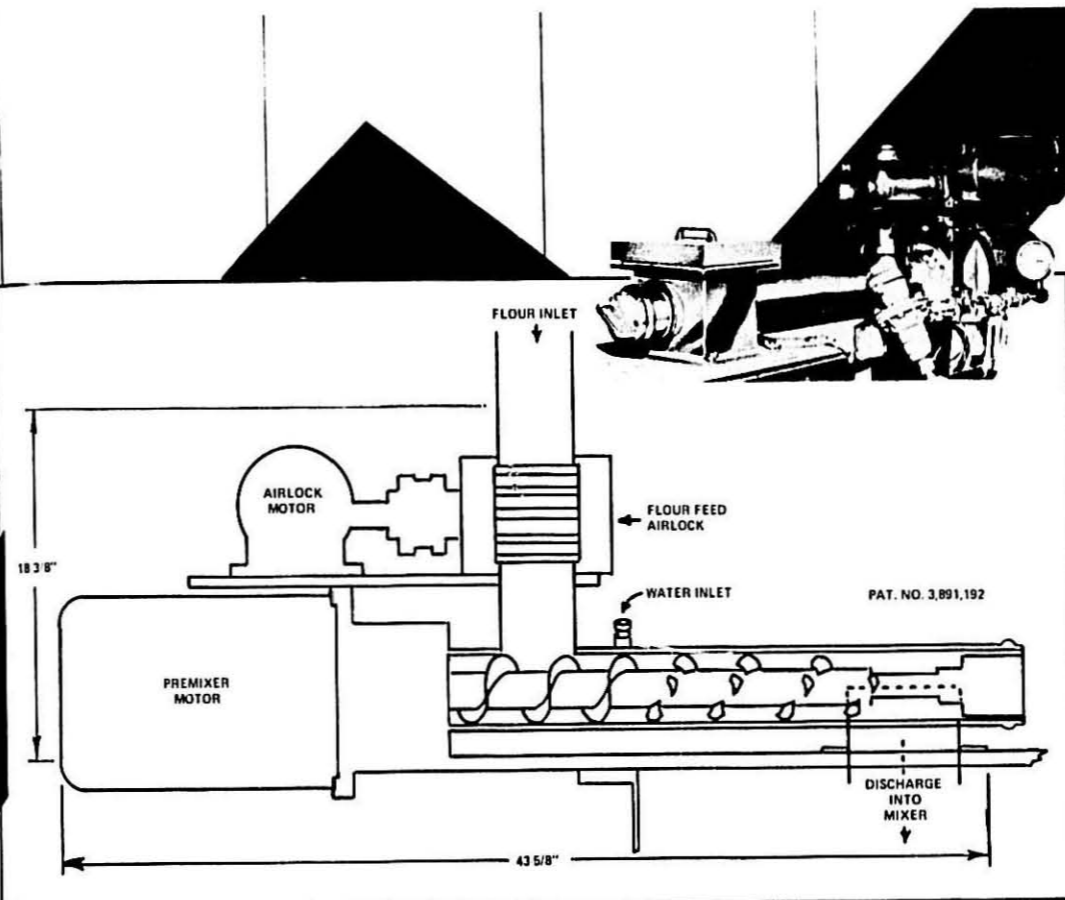 FLOUR INLET
AIRLOCK
MOTOR
FLOUR FEED
AIRLOCK
18 3/8"
WATER INLET
PAT. NO. 3,891,192
PREMIXER
MOTOR
DISCHARGE
INTO
MIXER
43 5/8"